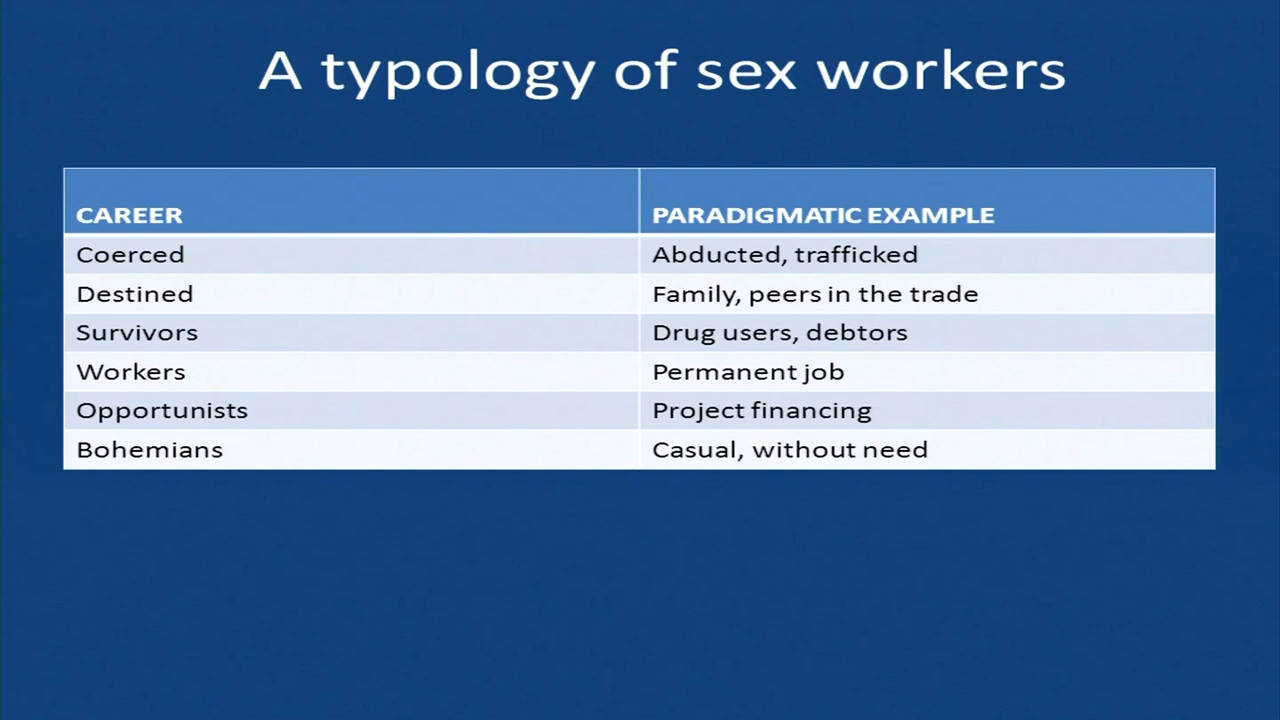 A typology of sex workers
CAREER PARADIGMATIC EXAMPLE
Coerced Abducted, trafficked
Destined Family, peers in the trade
Survivors Drug users, debtors
Workers Permanent job
Opportunists Project financing
Bohemians Casual, without need